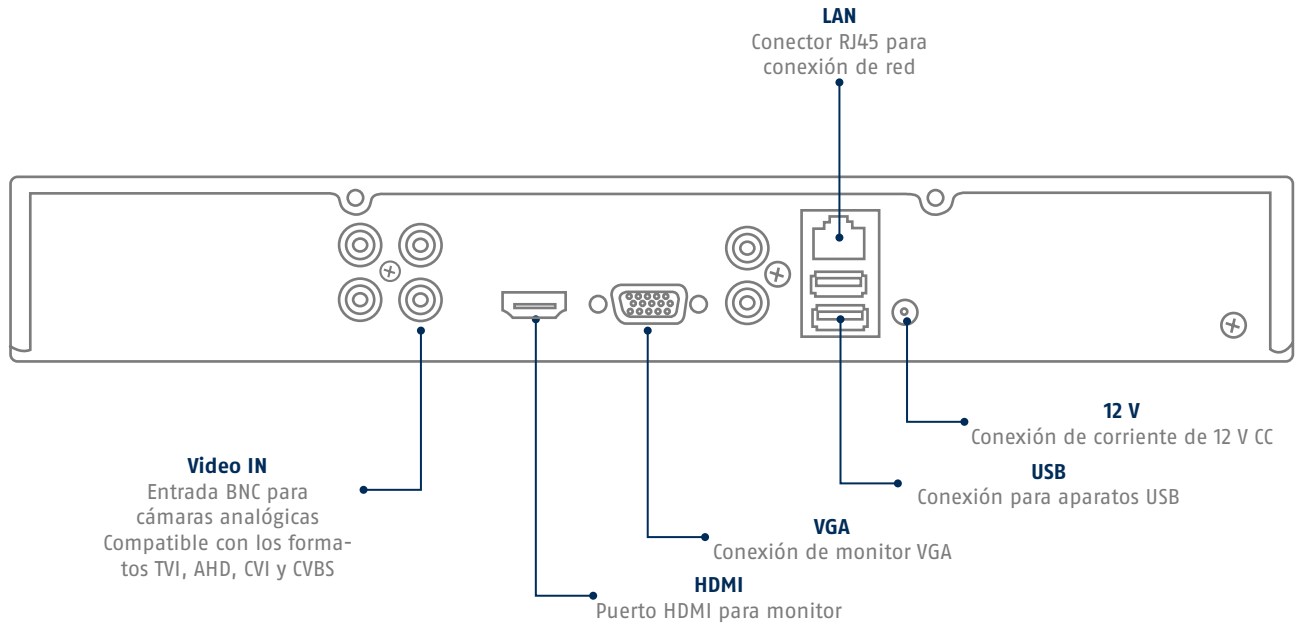 LAN
Conector RJ45 para
conexión de red
12 V
Conexión de corriente de 12 V CC
Video IN
Entrada BNC para
cámaras analógicas
Compatible con los forma-
tos TVI, AHD, CVI y CVBS
USB
Conexión para aparatos USB
VGA
Conexión de monitor VGA
HDMI
Puerto HDMI para monitor